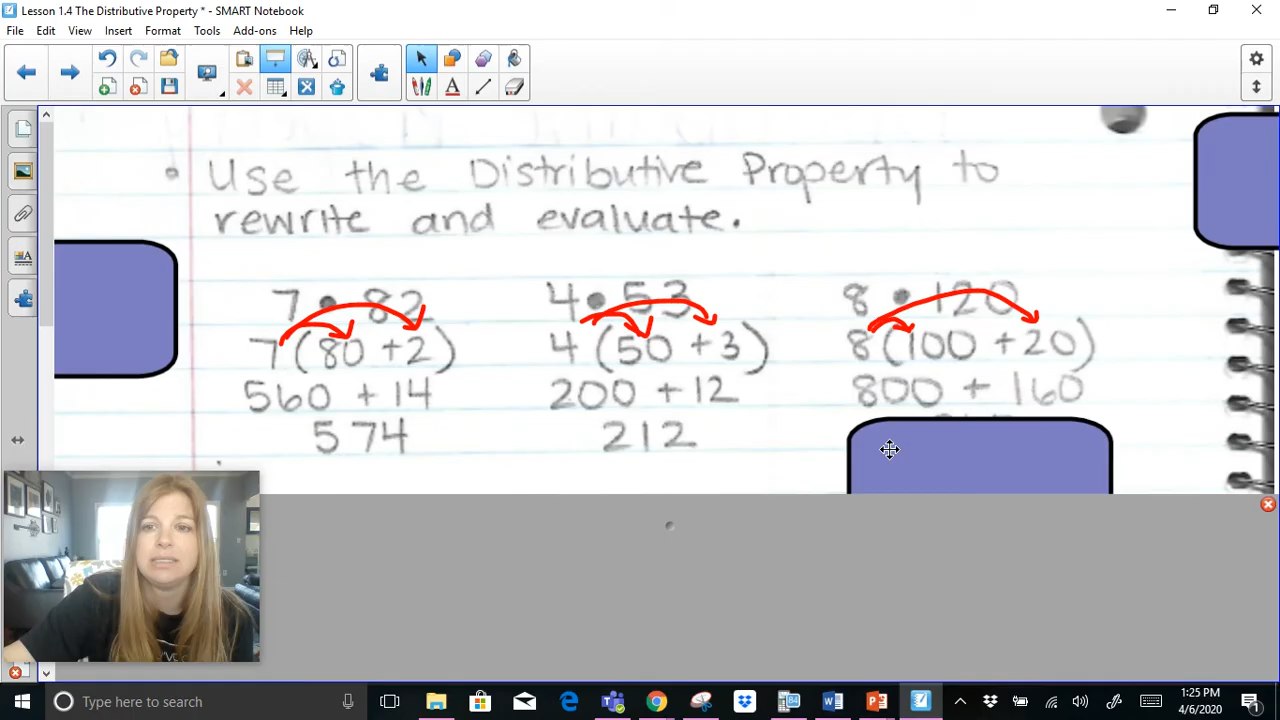 Lesson 1.4 The Distributive Property * - SMART Notebook
File Edit View Insert Format Tools Add-ons Help
• Use the Distributive Property to
rewrite and evaluate.
7 • 82 4 • 53 8 • 120
7(80 +2) 4(50 +3) 8(100 +20)
560 + 14 200 + 12 800 + 160
574 212
Type here to search
1:25 PM
4/6/2020
1